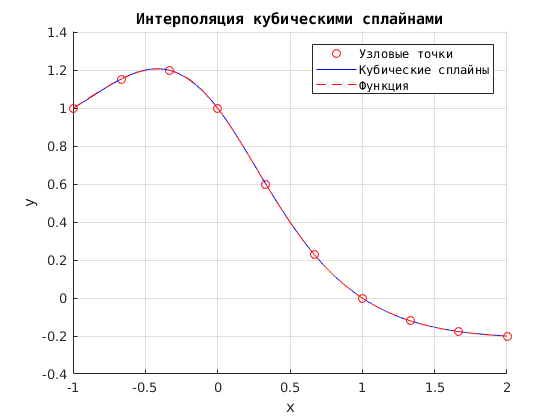 Интерполяция кубическими сплайнами
1.4
1.2
1
0.8
0.6
0.4
0.2
0
-0.2
-0.4
y
Узловые точки
Кубические сплайны
Функция
-1 -0.5 0 0.5 1 1.5 2
x